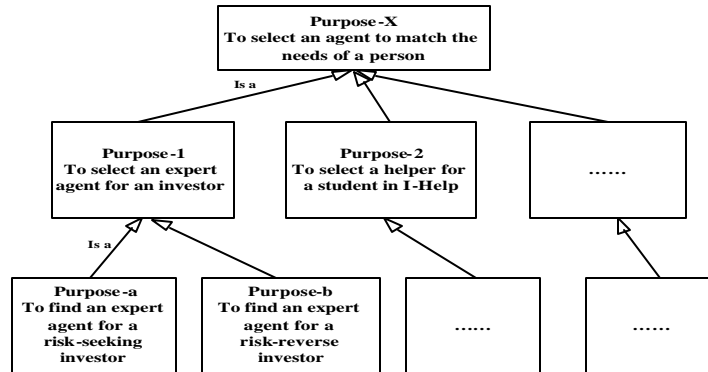 Purpose-X
To select an agent to match the
needs of a person
Is a
Purpose-1
To select an expert
agent for an investor
Purpose-2
To select a helper for
a student in I-Help
......
Is a
Purpose-a
To find an expert
agent for a
risk-seeking
investor
Purpose-b
To find an expert
agent for a
risk-reverse
investor
......
......